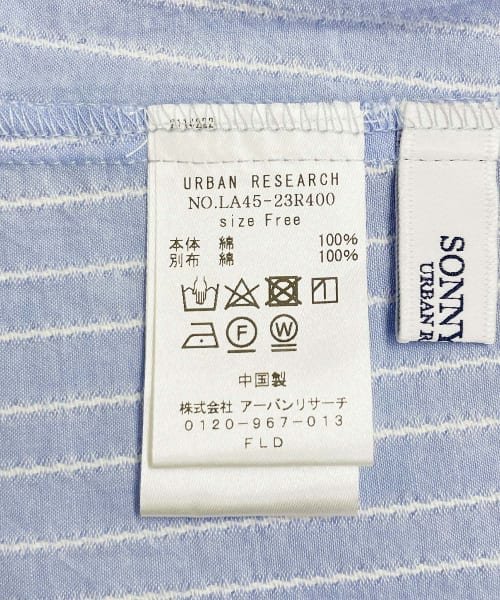 URBAN RESEARCH
NO.LA45-23R400
size Free
本体 綿 100%
別布 綿 100%
F W
中国製
株式会社 アーバンリサーチ
0120-967-013
FLD
SONNY
URBAN R